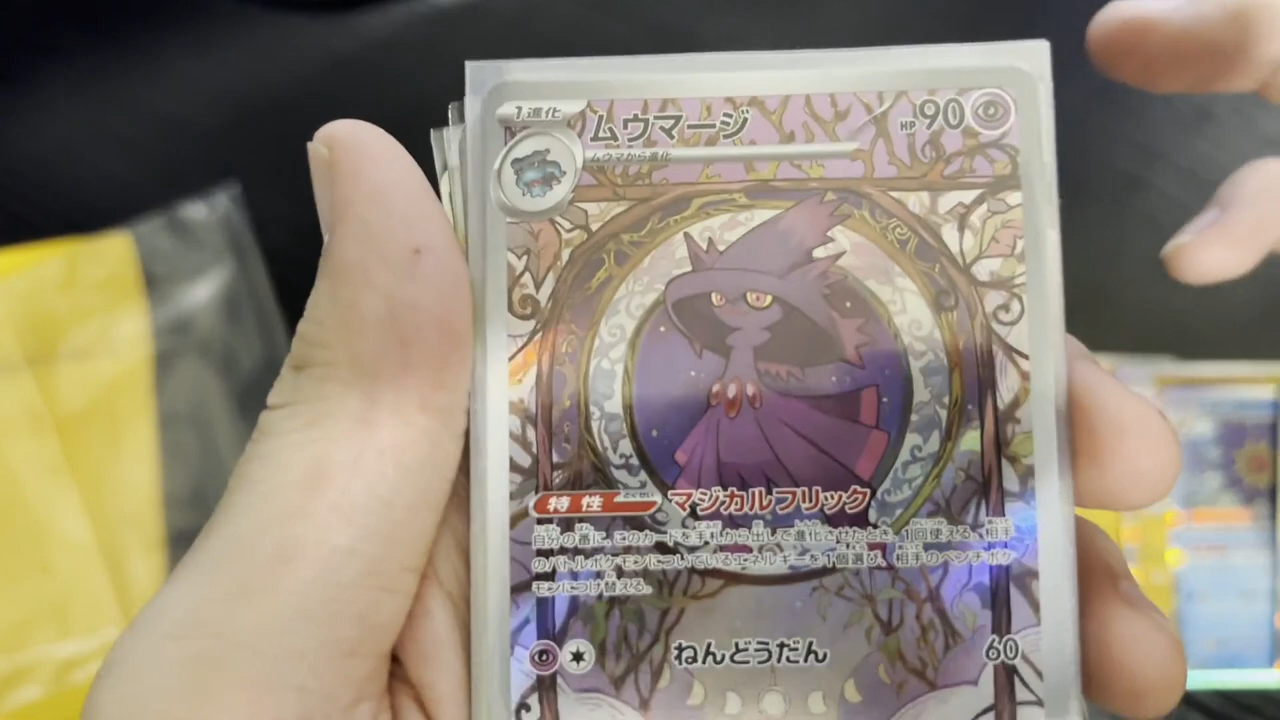 1進化
ムウマージ
HP90
ムウマから進化
特性 とくせい マジカルフリック
自分の番に、このカードを手札から出して進化させたとき、1回使える。相手
のバトルポケモンについているエネルギーを1個選び、相手のベンチポケ
モンにつけ替える。
ねんどうだん 60